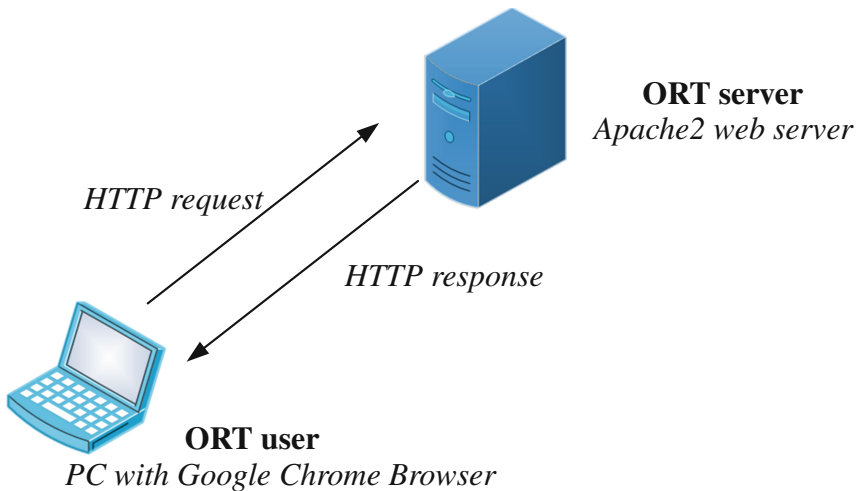 ORT server
Apache2 web server
HTTP request
HTTP response
ORT user
PC with Google Chrome Browser